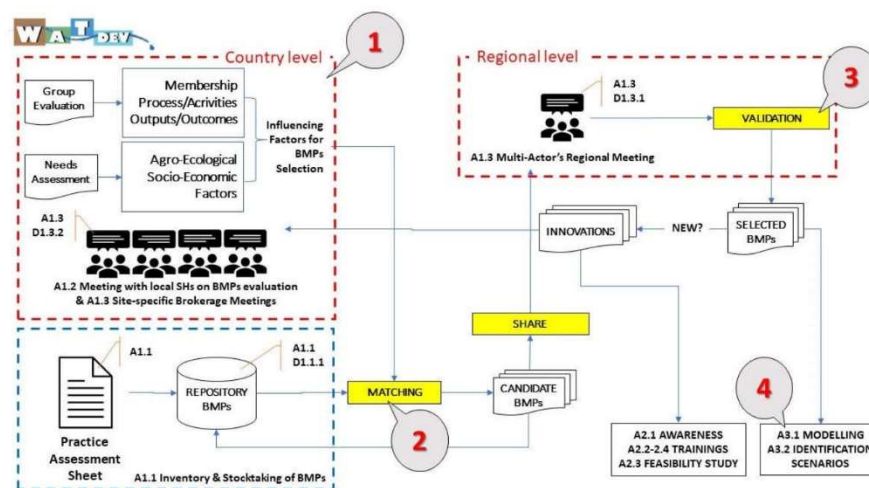 WAT DEV
Country level
1
Group
Evaluation
Membership
Process/Acrivities
Outputs/Outcomes
Influencing
Factors for
BMPs
Selection
Needs
Assessment
Agro-Ecological
Socio-Economic
Factors
A1.3
D1.3.2
A1.2 Meeting with local SHs on BMPs evaluation
& A1.3 Site-specific Brokerage Meetings
Regional level
3
A1.3
D1.3.1
VALIDATION
A1.3 Multi-Actor's Regional Meeting
INNOVATIONS
NEW?
SELECTED
BMPs
SHARE
A1.1
Practice
Assessment
Sheet
A1.1
D1.1.1
REPOSITORY
BMPs
A1.1 Inventory & Stocktaking of BMPs
MATCHING
2
CANDIDATE
BMPs
4
A2.1 AWARENESS
A2.2-2.4 TRAININGS
A2.3 FEASIBILITY STUDY
A3.1 MODELLING
A3.2 IDENTIFICATION
SCENARIOS